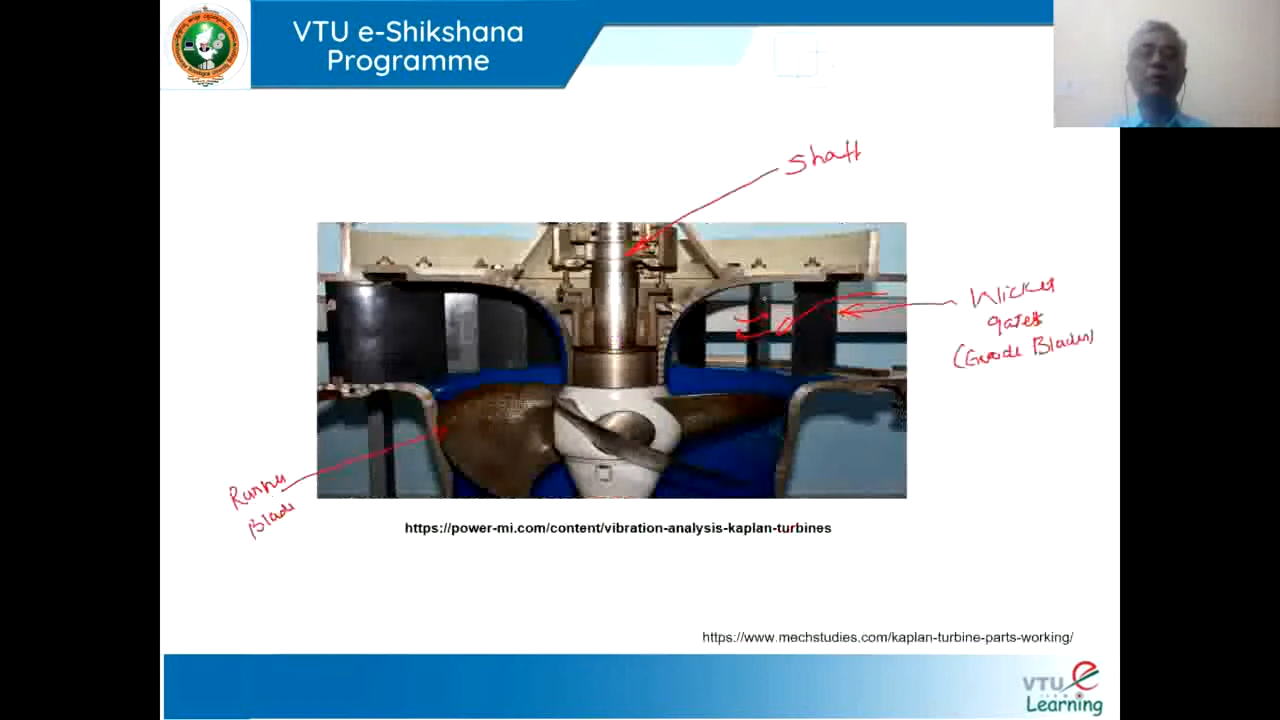 VTU e-Shikshana
Programme
Shaft
Wicket
gates
(Guide Blades)
Runner
Blade
https://power-mi.com/content/vibration-analysis-kaplan-turbines
https://www.mechstudies.com/kaplan-turbine-parts-working/
VTU e
Learning